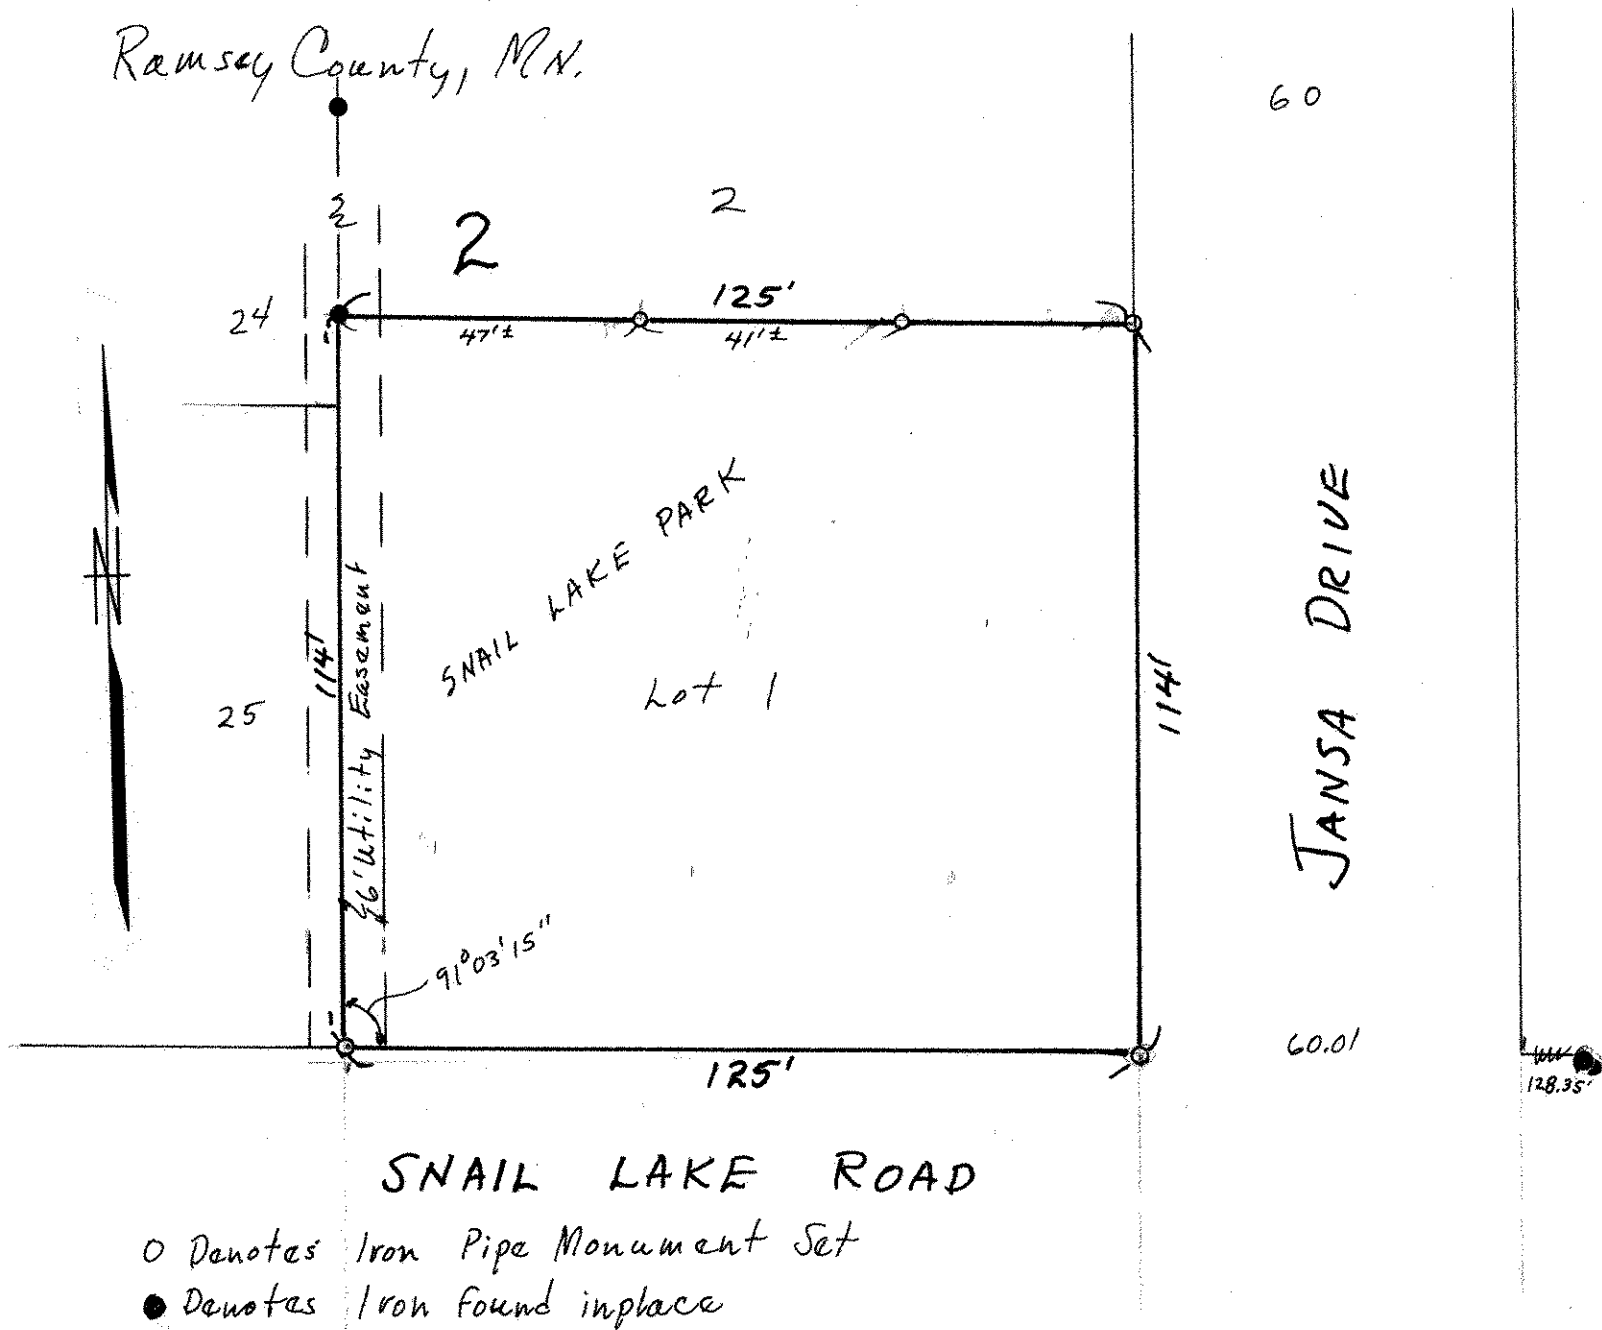 Ramsey County, MN.
60
2
2
24
125'
47'±
41'±
N
SNAIL LAKE PARK
Lot 1
25
114'
6' Utility Easement
114'
JANSA DRIVE
91°03'15"
125'
60.01
128.35'
SNAIL LAKE ROAD
O Denotes Iron Pipe Monument Set
● Denotes Iron found inplace